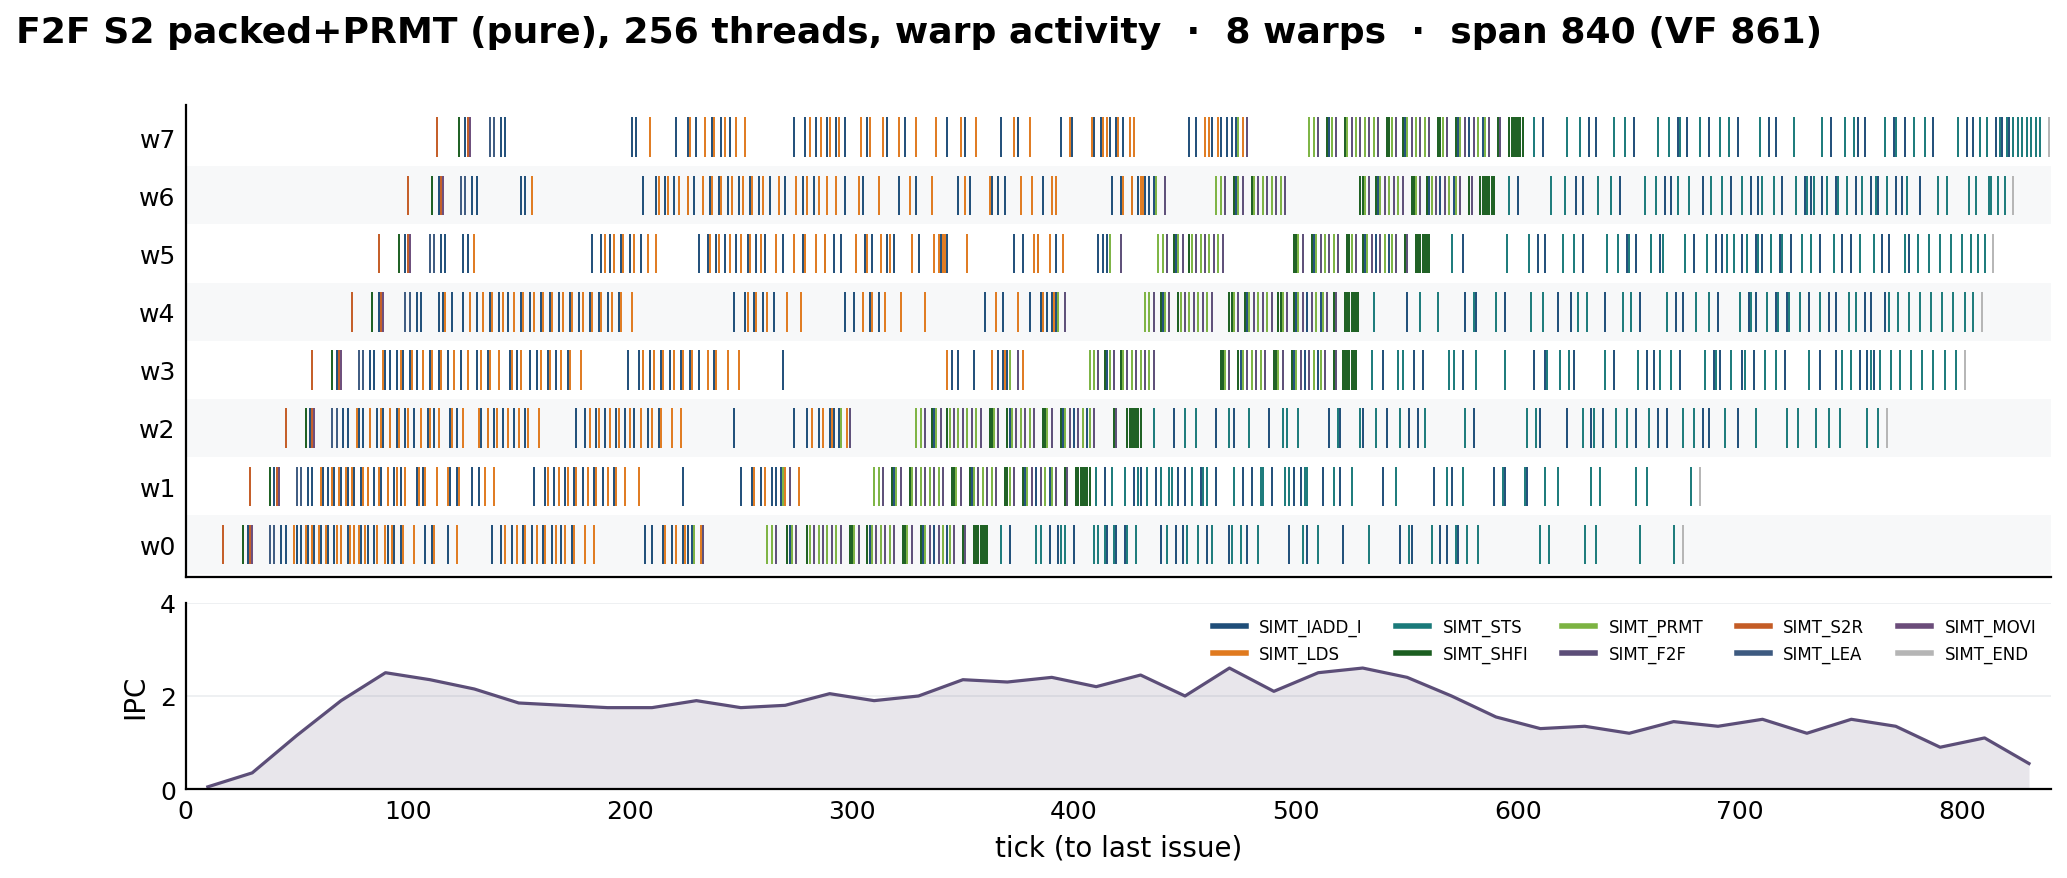 F2F S2 packed+PRMT (pure), 256 threads, warp activity · 8 warps · span 840 (VF 861)
w7
w6
w5
w4
w3
w2
w1
w0
4
2
0
IPC
SIMT_IADD_I SIMT_STS SIMT_PRMT SIMT_S2R SIMT_MOVI
SIMT_LDS SIMT_SHFI SIMT_F2F SIMT_LEA SIMT_END
0 100 200 300 400 500 600 700 800
tick (to last issue)